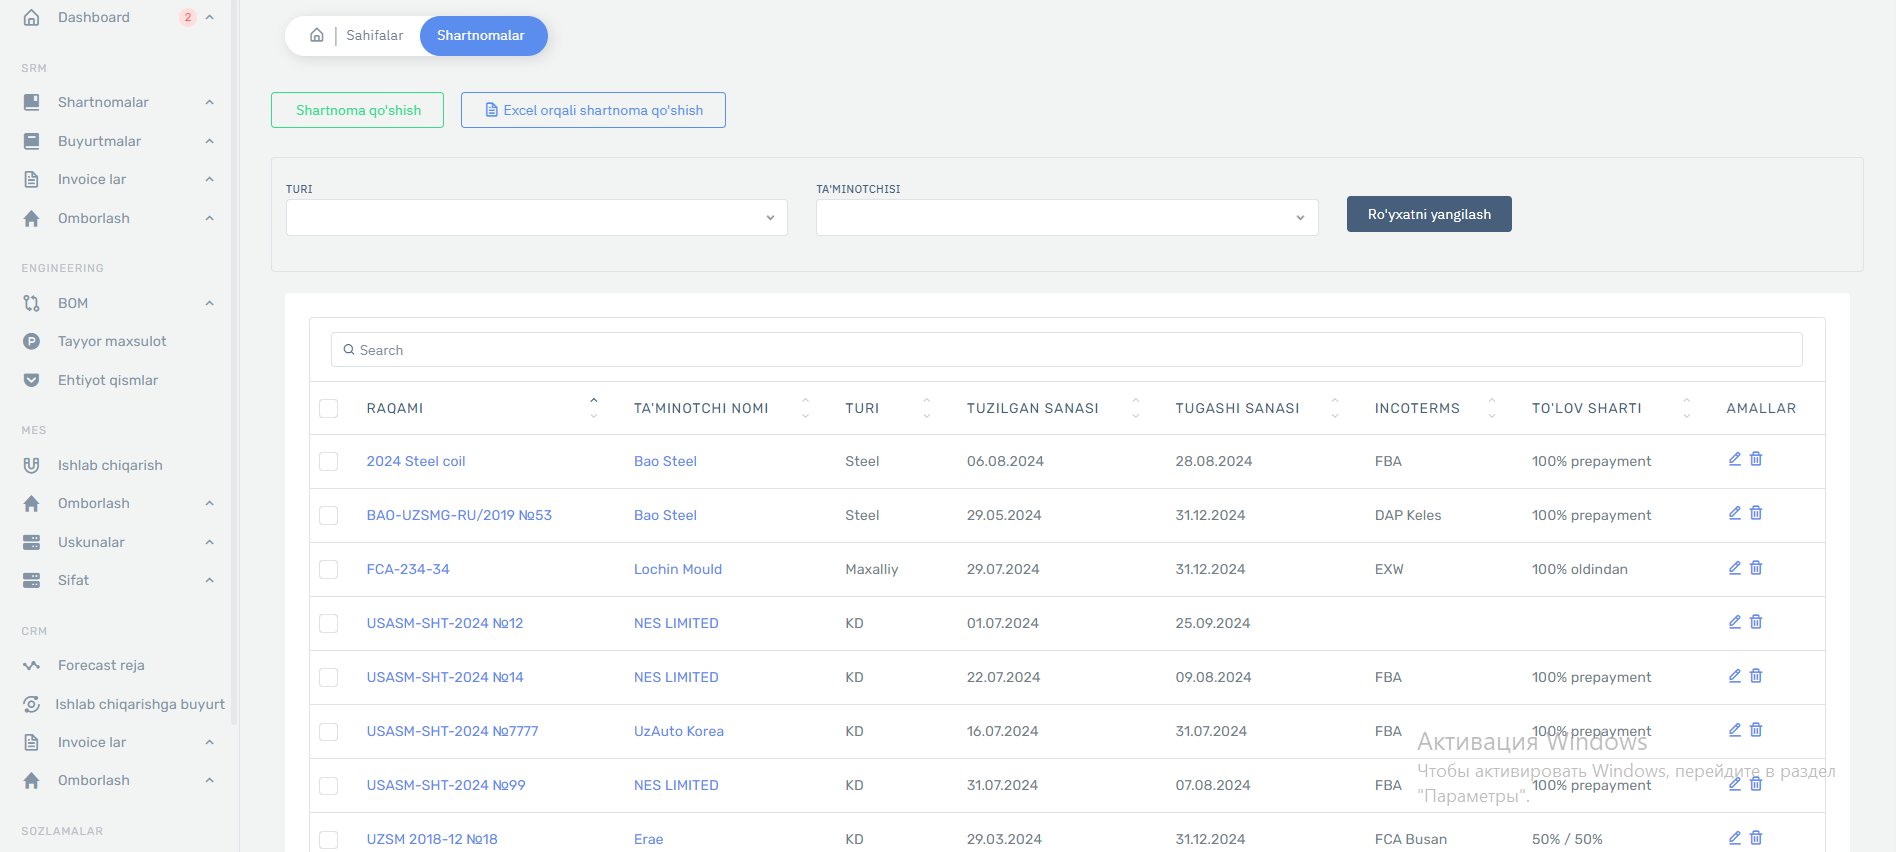 Dashboard 2
SRM
Shartnomalar
Buyurtmalar
Invoice lar
Omborlash
ENGINEERING
BOM
Tayyor maxsulot
Ehtiyot qismlar
MES
Ishlab chiqarish
Omborlash
Uskunalar
Sifat
CRM
Forecast reja
Ishlab chiqarishga buyurt
Invoice lar
Omborlash
SOZLAMALAR
Sahifalar Shartnomalar
Shartnoma qo'shish Excel orqali shartnoma qo'shish
TURI TA'MINOTCHISI
Ro'yxatni yangilash
Search
RAQAMI TA'MINOTCHI NOMI TURI TUZILGAN SANASI TUGASHI SANASI INCOTERMS TO'LOV SHARTI AMALLAR
2024 Steel coil Bao Steel Steel 06.08.2024 28.08.2024 FBA 100% prepayment
BAO-UZSMG-RU/2019 №53 Bao Steel Steel 29.05.2024 31.12.2024 DAP Keles 100% prepayment
FCA-234-34 Lochin Mould Maxalliy 29.07.2024 31.12.2024 EXW 100% oldindan
USASM-SHT-2024 №12 NES LIMITED KD 01.07.2024 25.09.2024
USASM-SHT-2024 №14 NES LIMITED KD 22.07.2024 09.08.2024 FBA 100% prepayment
USASM-SHT-2024 №7777 UzAuto Korea KD 16.07.2024 31.07.2024 FBA 100% prepayment
USASM-SHT-2024 №99 NES LIMITED KD 31.07.2024 07.08.2024 FBA 100% prepayment
UZSM 2018-12 №18 Erae KD 29.03.2024 31.12.2024 FCA Busan 50% / 50%
Активация Windows
Чтобы активировать Windows, перейдите в раздел
"Параметры".